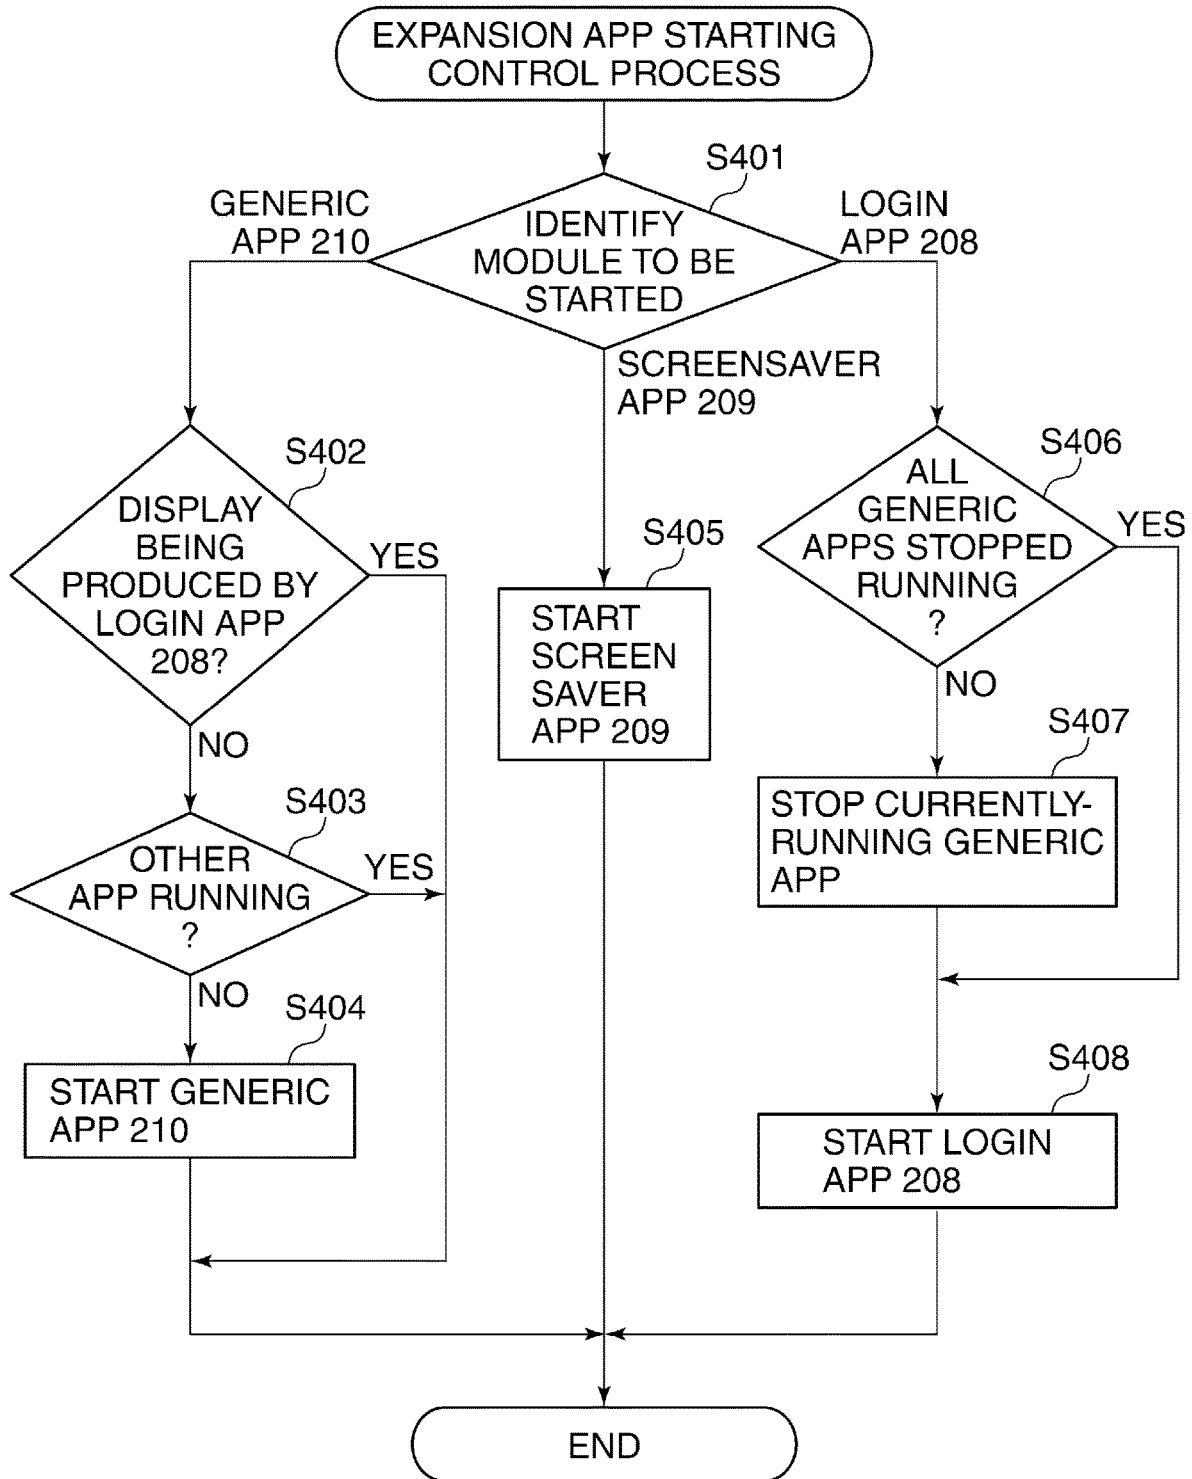 EXPANSION APP STARTING
CONTROL PROCESS
S401
GENERIC
APP 210
IDENTIFY
MODULE TO BE
STARTED
LOGIN
APP 208
SCREENSAVER
APP 209
S402
DISPLAY
BEING
PRODUCED BY
LOGIN APP
208?
YES
NO
S403
OTHER
APP RUNNING
?
YES
NO
S404
START GENERIC
APP 210
S405
START
SCREEN
SAVER
APP 209
S406
ALL
GENERIC
APPS STOPPED
RUNNING
?
YES
NO
S407
STOP CURRENTLY-
RUNNING GENERIC
APP
S408
START LOGIN
APP 208
END